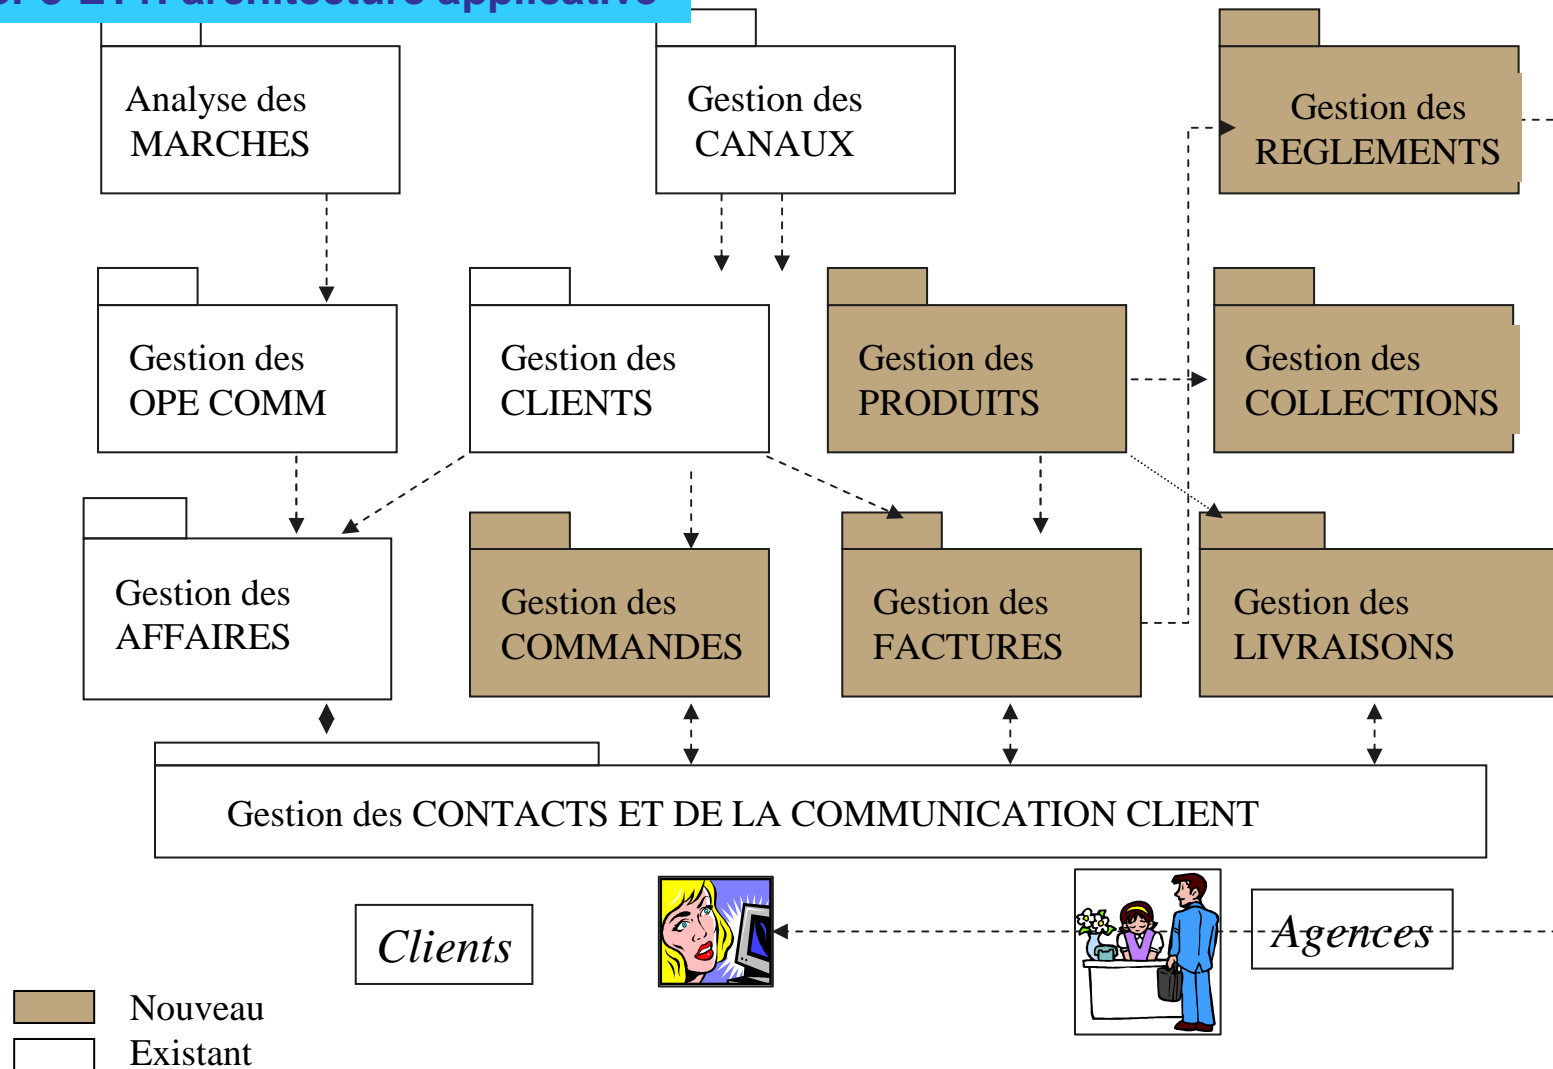 architecture applicative
Analyse des
MARCHES
Gestion des
CANAUX
Gestion des
REGLEMENTS
Gestion des
OPE COMM
Gestion des
CLIENTS
Gestion des
PRODUITS
Gestion des
COLLECTIONS
Gestion des
AFFAIRES
Gestion des
COMMANDES
Gestion des
FACTURES
Gestion des
LIVRAISONS
Gestion des CONTACTS ET DE LA COMMUNICATION CLIENT
Clients
Agences
Nouveau
Existant